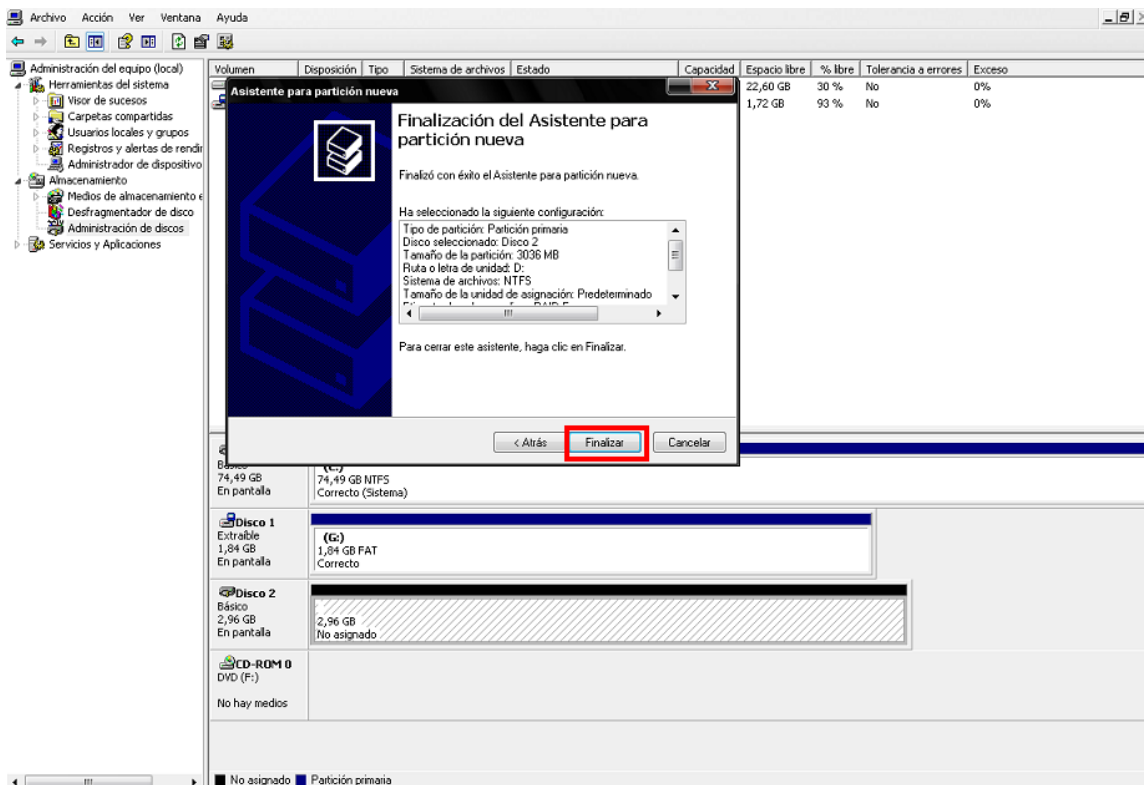 Archivo Acción Ver Ventana Ayuda
Administración del equipo (local)
Herramientas del sistema
Visor de sucesos
Carpetas compartidas
Usuarios locales y grupos
Registros y alertas de rendir
Administrador de dispositivo
Almacenamiento
Medios de almacenamiento e
Desfragmentador de disco
Administración de discos
Servicios y Aplicaciones
Volumen Disposición Tipo Sistema de archivos Estado Capacidad Espacio libre % libre Tolerancia a errores Exceso
22,60 GB 30 % No 0%
1,72 GB 93 % No 0%
Asistente para partición nueva
Finalización del Asistente para
partición nueva
Finalizó con éxito el Asistente para partición nueva.
Ha seleccionado la siguiente configuración:
Tipo de partición: Partición primaria
Disco seleccionado: Disco 2
Tamaño de la partición: 3036 MB
Ruta o letra de unidad: D:
Sistema de archivos: NTFS
Tamaño de la unidad de asignación: Predeterminado
Para cerrar este asistente, haga clic en Finalizar.
< Atrás Finalizar Cancelar
Básico
74,49 GB
En pantalla
(C:)
74,49 GB NTFS
Correcto (Sistema)
Disco 1
Extraíble
1,84 GB
En pantalla
(G:)
1,84 GB FAT
Correcto
Disco 2
Básico
2,96 GB
En pantalla
2,96 GB
No asignado
CD-ROM 0
DVD (F:)
No hay medios
No asignado Partición primaria